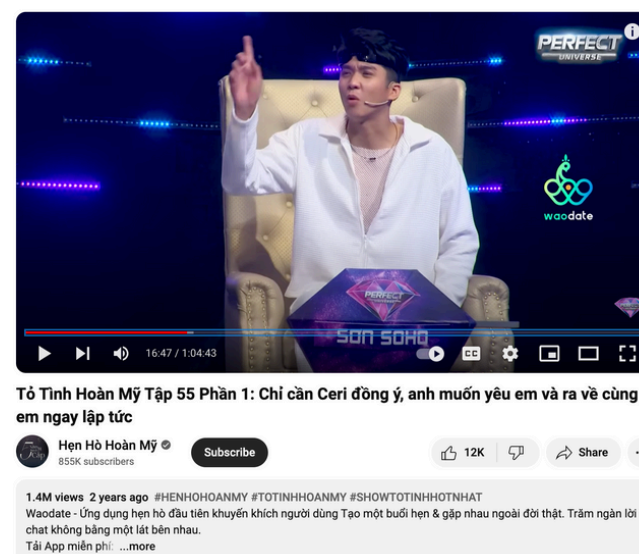 PERFECT
UNIVERSE
waodate
PERFECT
SON SOHO
16:47 / 1:04:43
CC
Tỏ Tình Hoàn Mỹ Tập 55 Phần 1: Chỉ cần Ceri đồng ý, anh muốn yêu em và ra về cùng
em ngay lập tức
Hẹn Hò Hoàn Mỹ
855K subscribers
Subscribe
12K
Share
1.4M views 2 years ago #HENHOHOANMY #TOTINHHOANMY #SHOWTOTINHHOTNHAT
Waodate - Ứng dụng hẹn hò đầu tiên khuyến khích người dùng Tạo một buổi hẹn & gặp nhau ngoài đời thật. Trăm ngàn lời
chat không bằng một lát bên nhau.
Tải App miễn phí: ...more